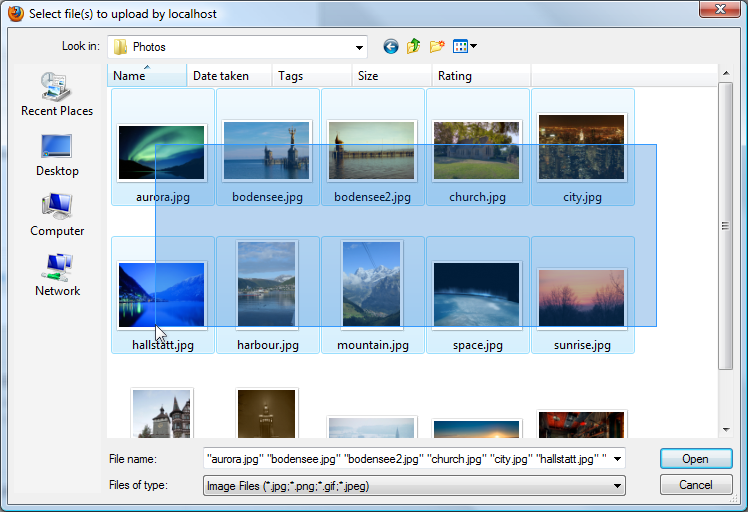 Select file(s) to upload by localhost
Look in: Photos
Name Date taken Tags Size Rating
Recent Places
Desktop
Computer
Network
aurora.jpg bodensee.jpg bodensee2.jpg church.jpg city.jpg
hallstatt.jpg harbour.jpg mountain.jpg space.jpg sunrise.jpg
File name: "aurora.jpg" "bodensee.jpg" "bodensee2.jpg" "church.jpg" "city.jpg" "hallstatt.jpg" "
Open
Files of type: Image Files (*.jpg;*.png;*.gif;*.jpeg)
Cancel